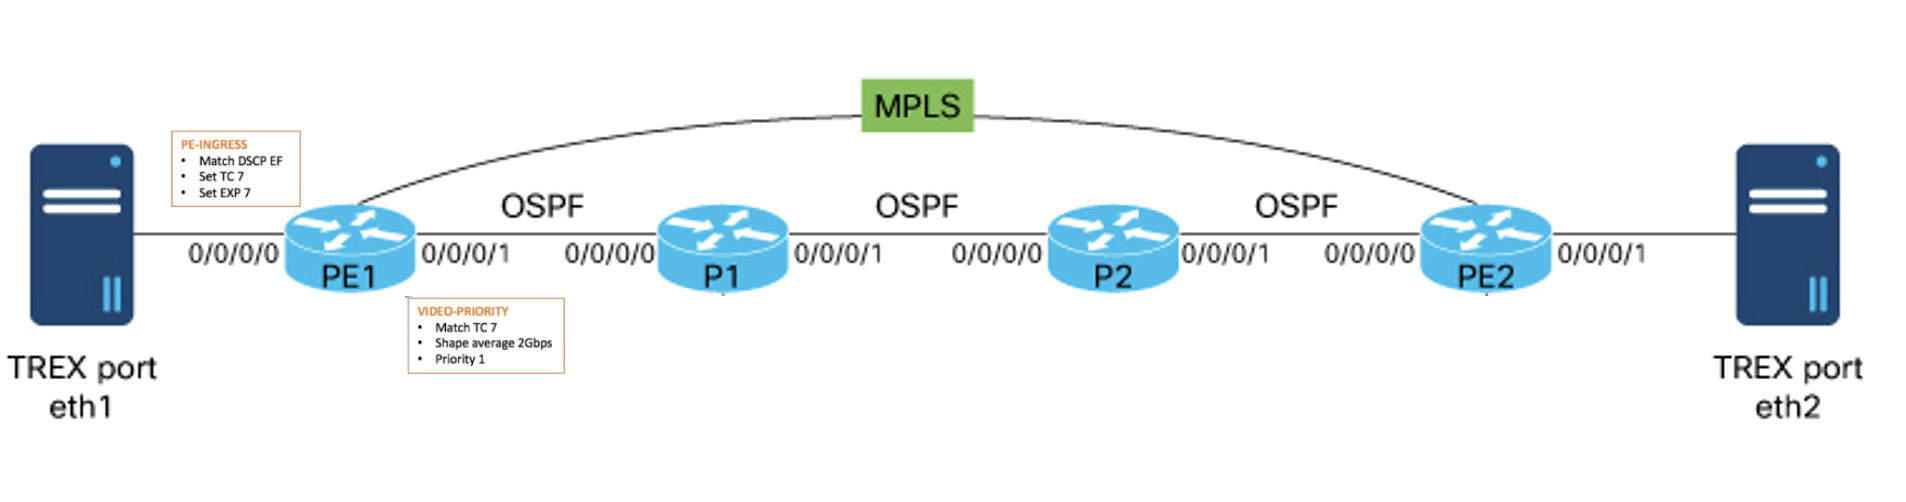 MPLS
PE-INGRESS
• Match DSCP EF
• Set TC 7
• Set EXP 7
OSPF
OSPF
OSPF
0/0/0/0
PE1
0/0/0/1
0/0/0/0
P1
0/0/0/1
0/0/0/0
P2
0/0/0/1
0/0/0/0
PE2
0/0/0/1
VIDEO-PRIORITY
• Match TC 7
• Shape average 2Gbps
• Priority 1
TREX port
eth1
TREX port
eth2